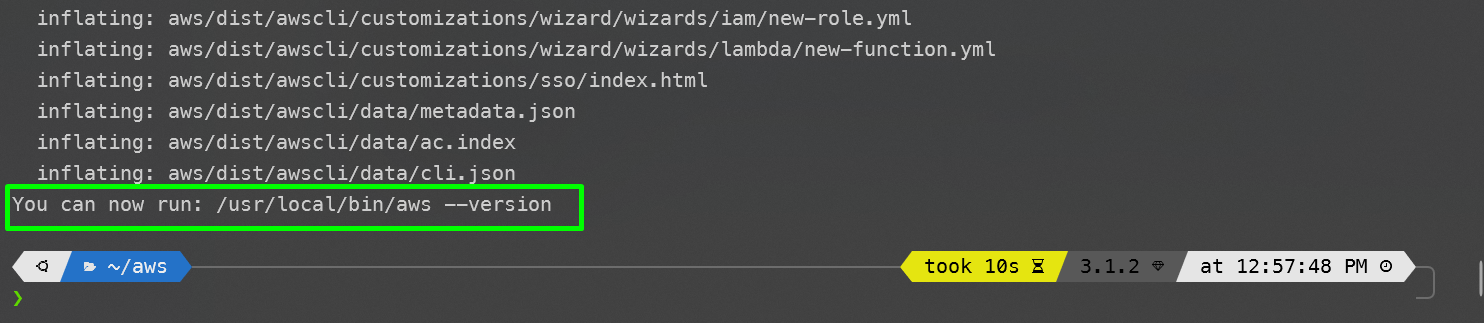 inflating: aws/dist/awscli/customizations/wizard/wizards/iam/new-role.yml
inflating: aws/dist/awscli/customizations/wizard/wizards/lambda/new-function.yml
inflating: aws/dist/awscli/customizations/sso/index.html
inflating: aws/dist/awscli/data/metadata.json
inflating: aws/dist/awscli/data/ac.index
inflating: aws/dist/awscli/data/cli.json
You can now run: /usr/local/bin/aws --version
~/aws took 10s 3.1.2 at 12:57:48 PM
❯